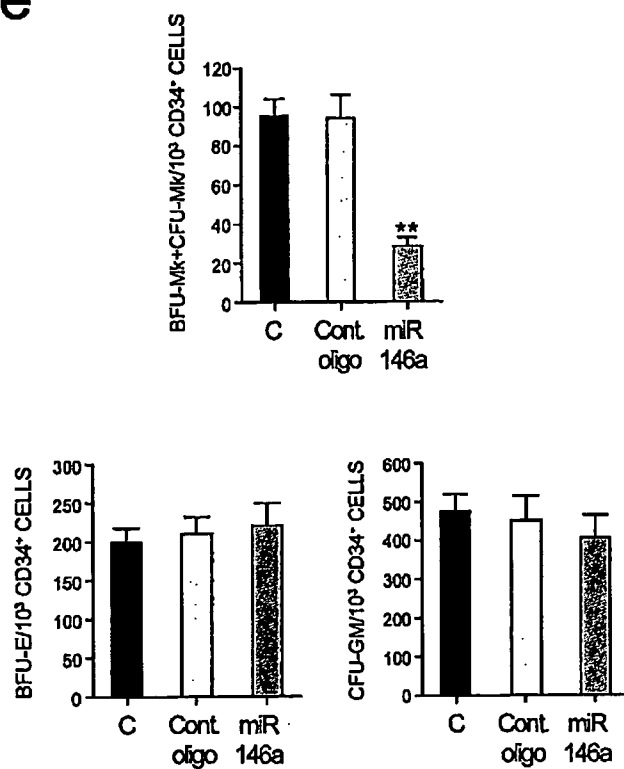 e
BFU-Mk+CFU-Mk/10³ CD34⁺ CELLS
120
100
80
60
40
20
0
**
C
Cont. oligo
miR 146a
BFU-E/10³ CD34⁺ CELLS
300
250
200
150
100
50
0
C
Cont. oligo
miR 146a
CFU-GM/10³ CD34⁺ CELLS
600
500
400
300
200
100
0
C
Cont. oligo
miR 146a